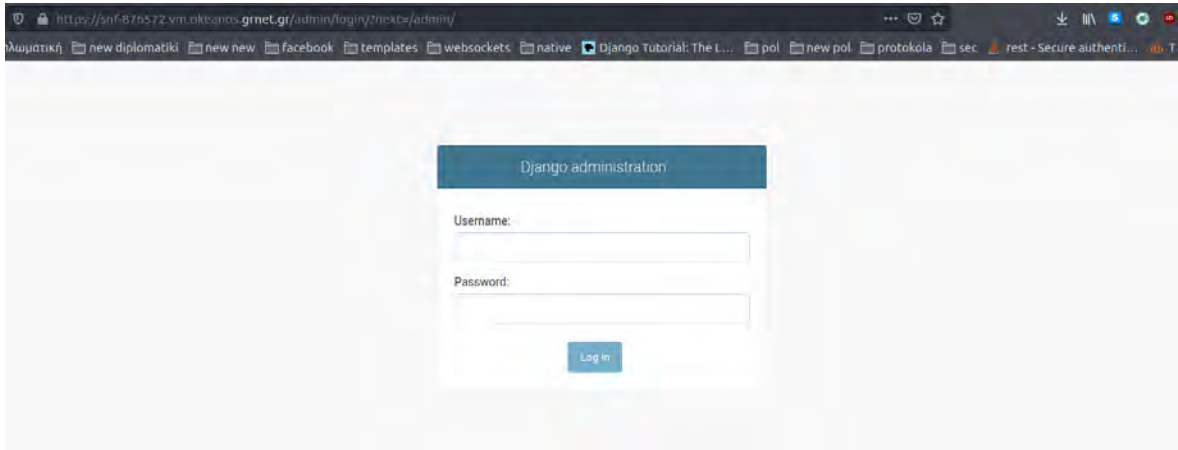 https://snf-876572.vm.okeanos.grnet.gr/admin/login/?next=/admin/
λωματική new diplomatiki new new facebook templates websockets native Django Tutorial: The L... pol new pol protokola sec rest - Secure authenti... T
Django administration
Username:
Password:
Log in